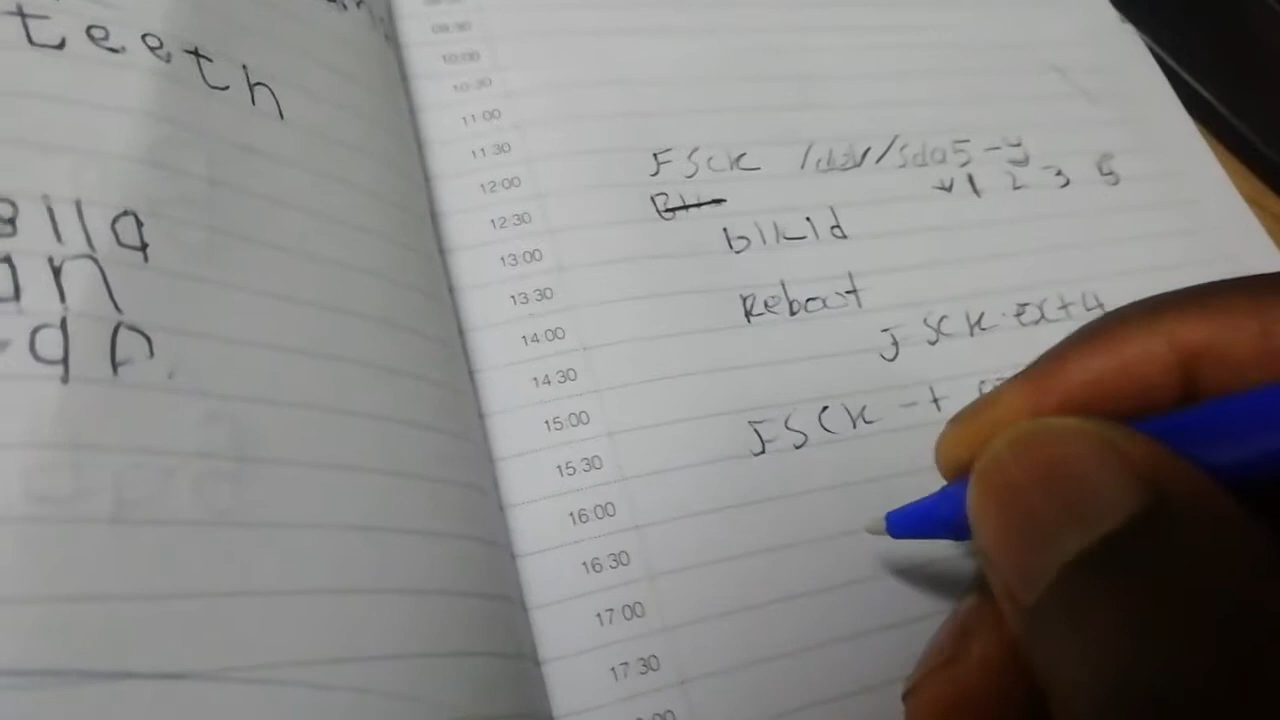 teeth
Blla
an
09:30
10:00
10:30
11:00
11:30
12:00
12:30
13:00
13:30
14:00
14:30
15:00
15:30
16:00
16:30
17:00
17:30
FSCK /dev/sda5 -y
1 2 3 5
blkid
Reboot
FSCK.ext4
FSCK -t